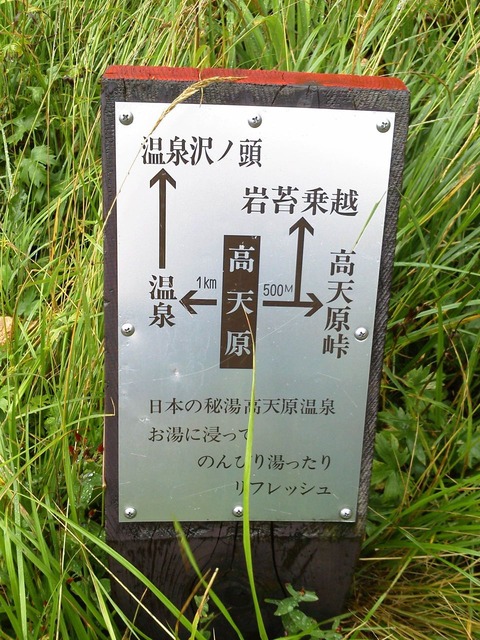 温泉沢ノ頭
岩苔乗越
温泉
1km
高天原
500M
高天原峠
日本の秘湯高天原温泉
お湯に浸って
のんびり湯ったり
リフレッシュ